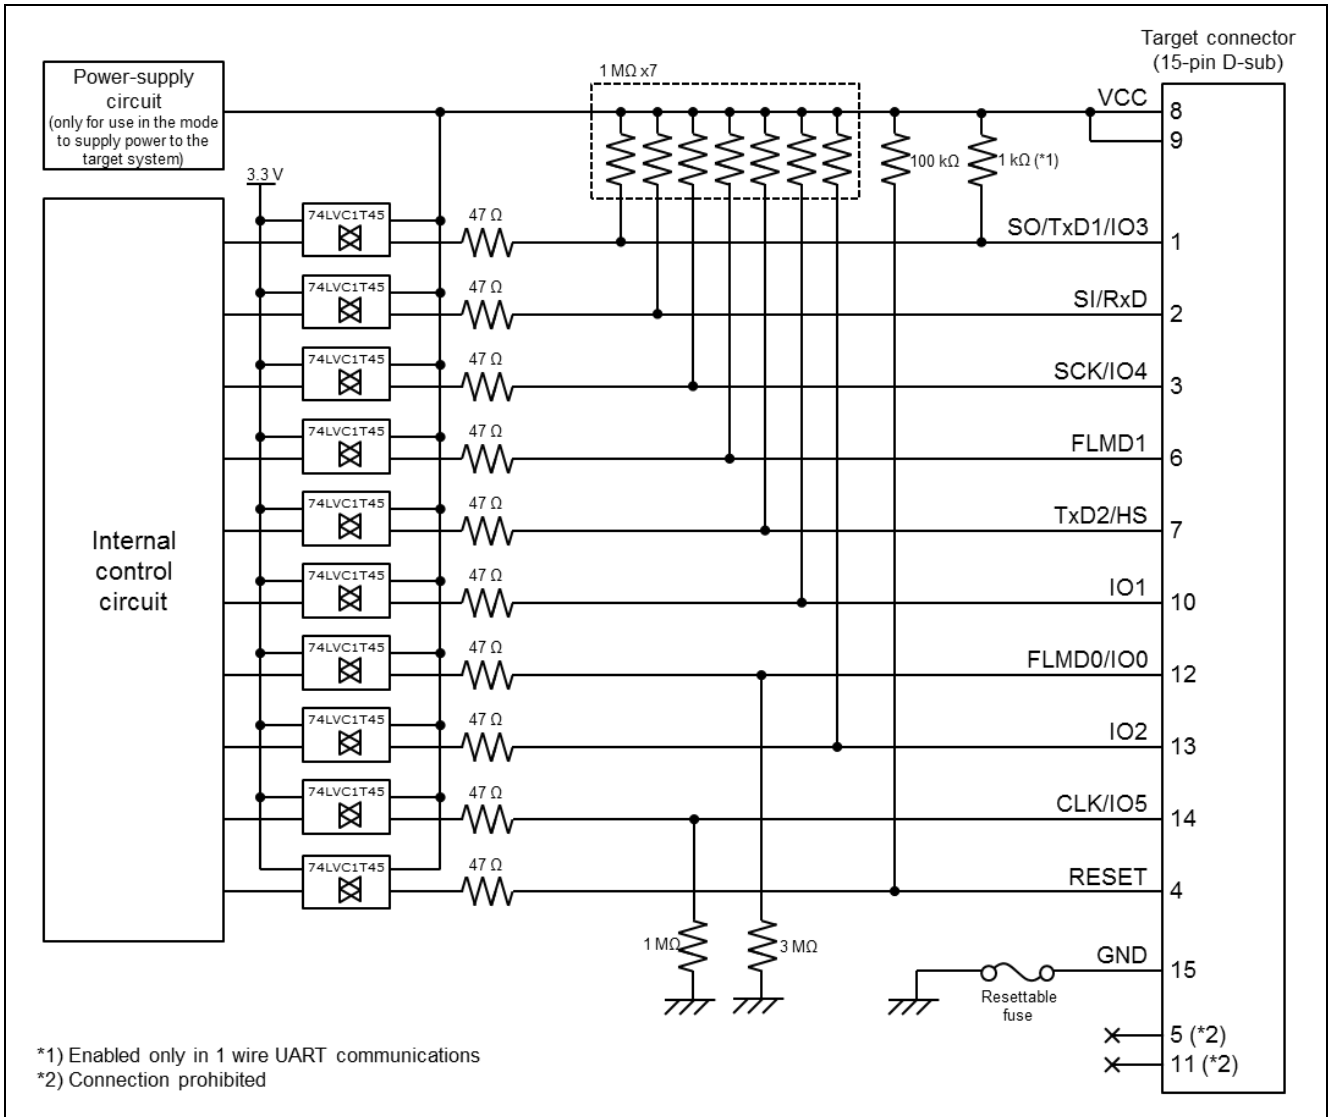 Target connector
(15-pin D-sub)
Power-supply
circuit
(only for use in the mode
to supply power to the
target system)
1 MΩ x7
VCC
8
9
100 kΩ
1 kΩ (*1)
3.3 V
74LVC1T45
47 Ω
SO/TxD1/IO3
1
74LVC1T45
47 Ω
SI/RxD
2
74LVC1T45
47 Ω
SCK/IO4
3
74LVC1T45
47 Ω
FLMD1
6
74LVC1T45
47 Ω
TxD2/HS
7
Internal
control
circuit
74LVC1T45
47 Ω
IO1
10
74LVC1T45
47 Ω
FLMD0/IO0
12
74LVC1T45
47 Ω
IO2
13
74LVC1T45
47 Ω
CLK/IO5
14
74LVC1T45
47 Ω
RESET
4
1 MΩ
3 MΩ
GND
15
Resettable
fuse
5 (*2)
11 (*2)
*1) Enabled only in 1 wire UART communications
*2) Connection prohibited